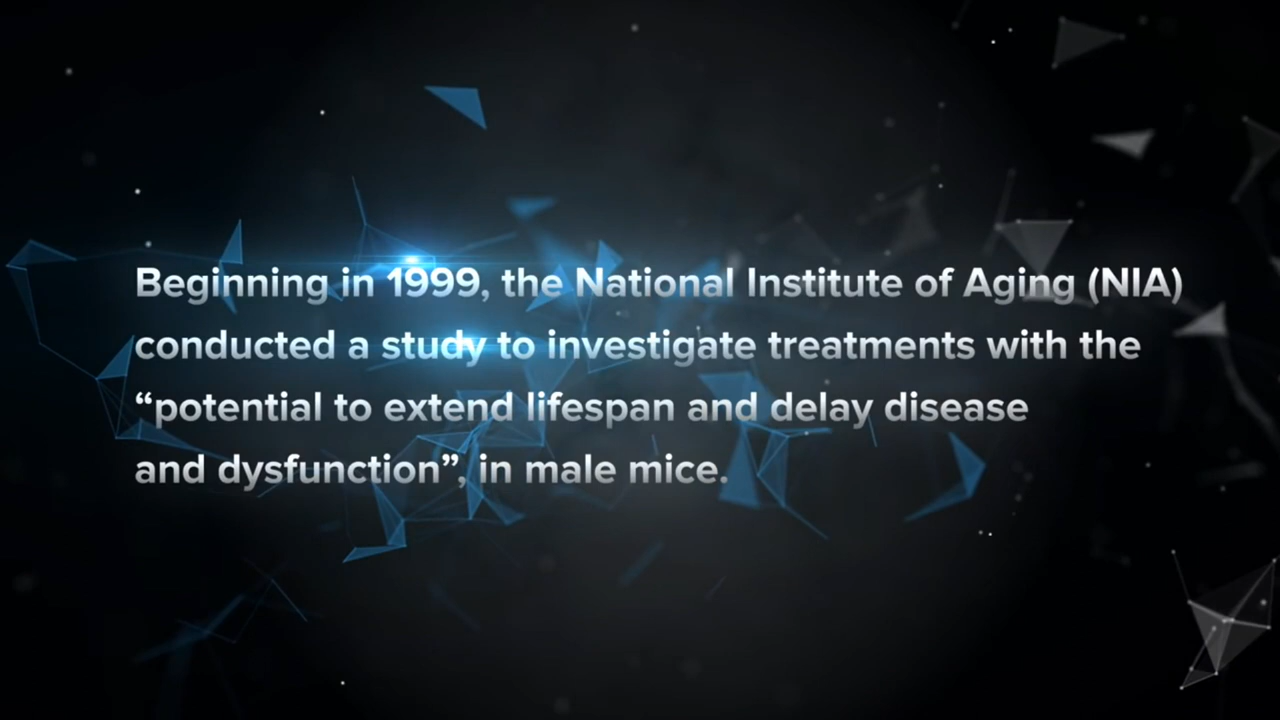 Beginning in 1999, the National Institute of Aging (NIA)
conducted a study to investigate treatments with the
“potential to extend lifespan and delay disease
and dysfunction”, in male mice.